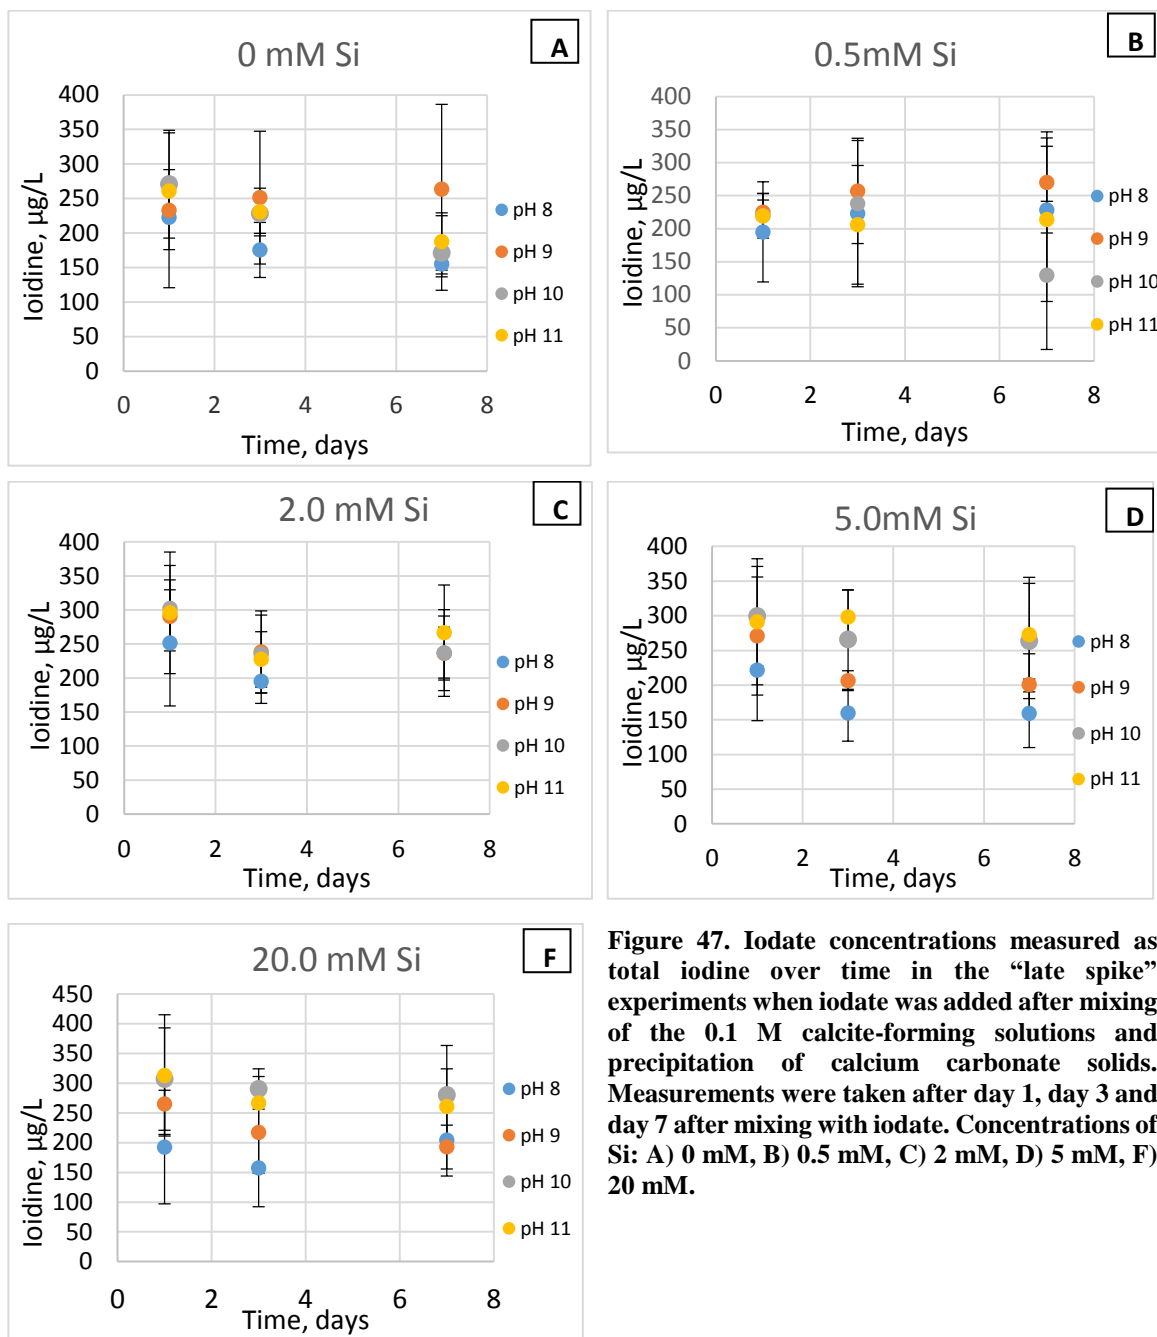 0 mM Si
A
400
350
300
250
200
150
100
50
0
0 2 4 6 8
Ioidine, µg/L
Time, days
pH 8
pH 9
pH 10
pH 11
0.5mM Si
B
400
350
300
250
200
150
100
50
0
0 2 4 6 8
Ioidine, µg/L
Time, days
pH 8
pH 9
pH 10
pH 11
2.0 mM Si
C
400
350
300
250
200
150
100
50
0
0 2 4 6 8
Ioidine, µg/L
Time, days
pH 8
pH 9
pH 10
pH 11
5.0mM Si
D
400
350
300
250
200
150
100
50
0
0 2 4 6 8
Ioidine, µg/L
Time, days
pH 8
pH 9
pH 10
pH 11
20.0 mM Si
F
450
400
350
300
250
200
150
100
50
0
0 2 4 6 8
Ioidine, µg/L
Time, days
pH 8
pH 9
pH 10
pH 11
Figure 47. Iodate concentrations measured as
total iodine over time in the “late spike”
experiments when iodate was added after mixing
of the 0.1 M calcite-forming solutions and
precipitation of calcium carbonate solids.
Measurements were taken after day 1, day 3 and
day 7 after mixing with iodate. Concentrations of
Si: A) 0 mM, B) 0.5 mM, C) 2 mM, D) 5 mM, F)
20 mM.